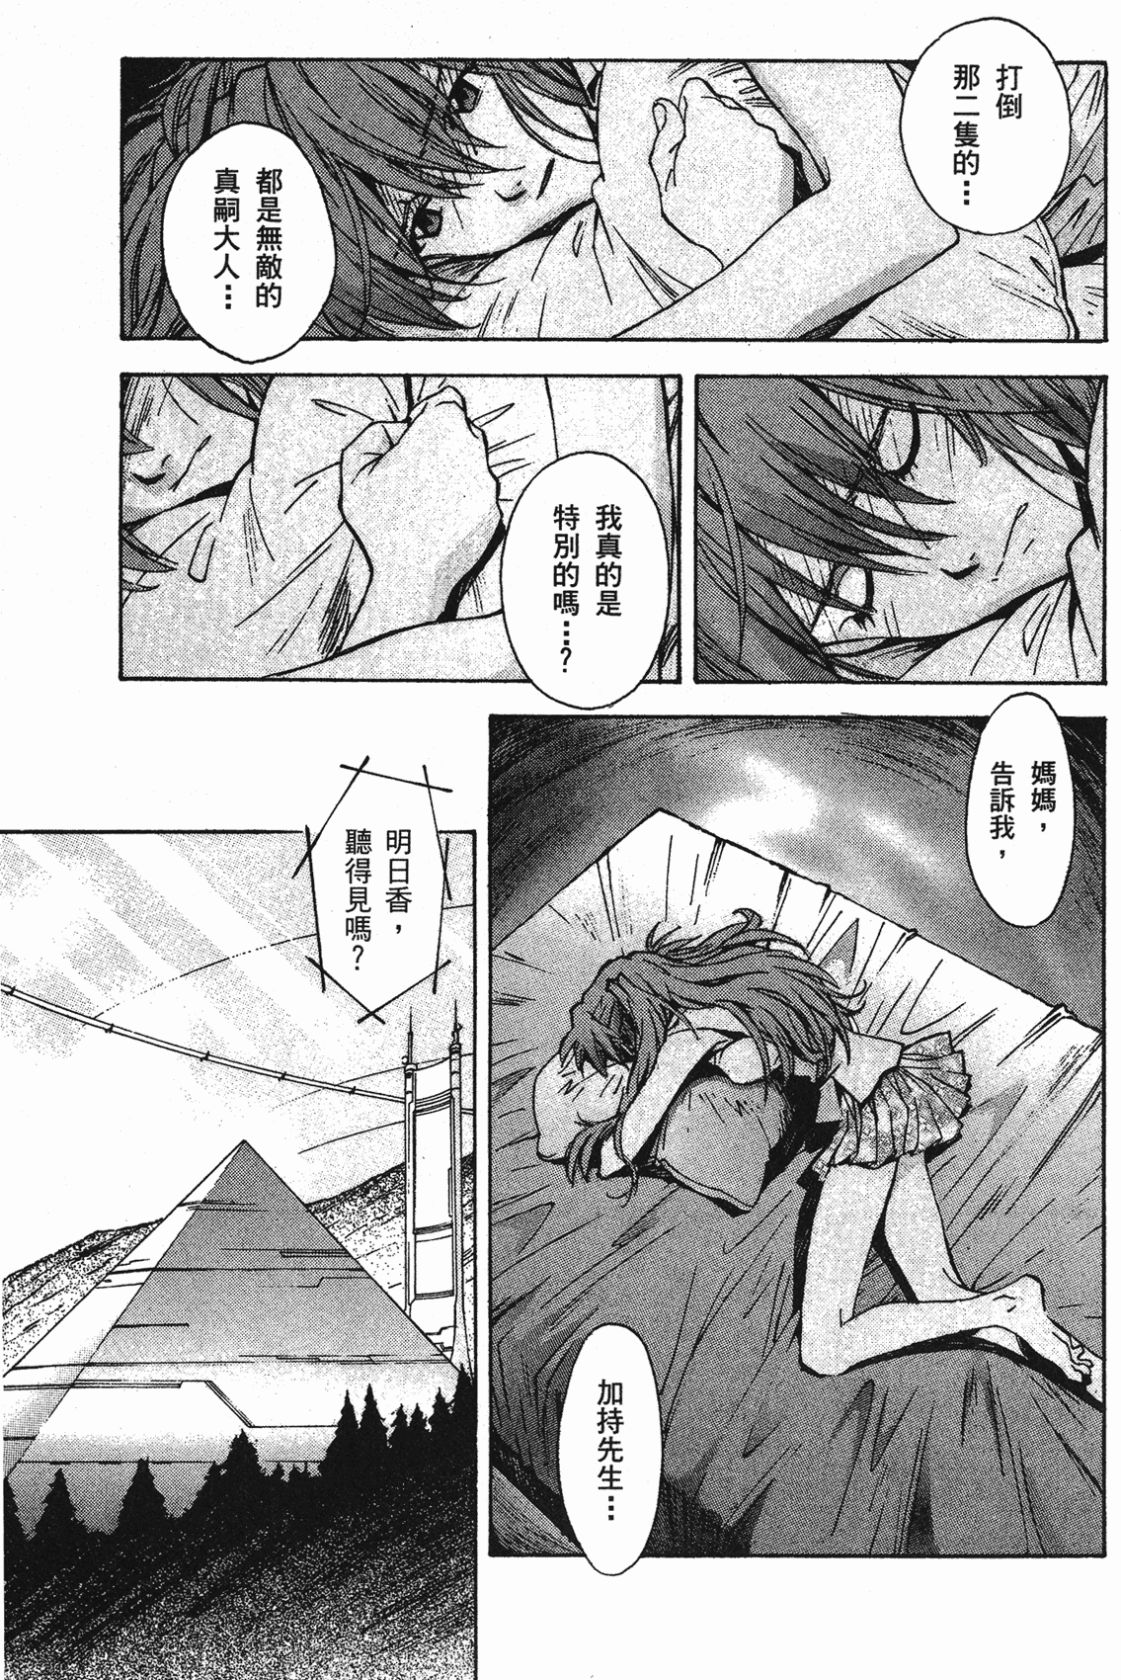 打倒
那二隻的…
都是無敵的
真嗣大人…
我真的是
特別的嗎…?
媽媽，
告訴我，
加持先生…
明日香，
聽得見嗎?